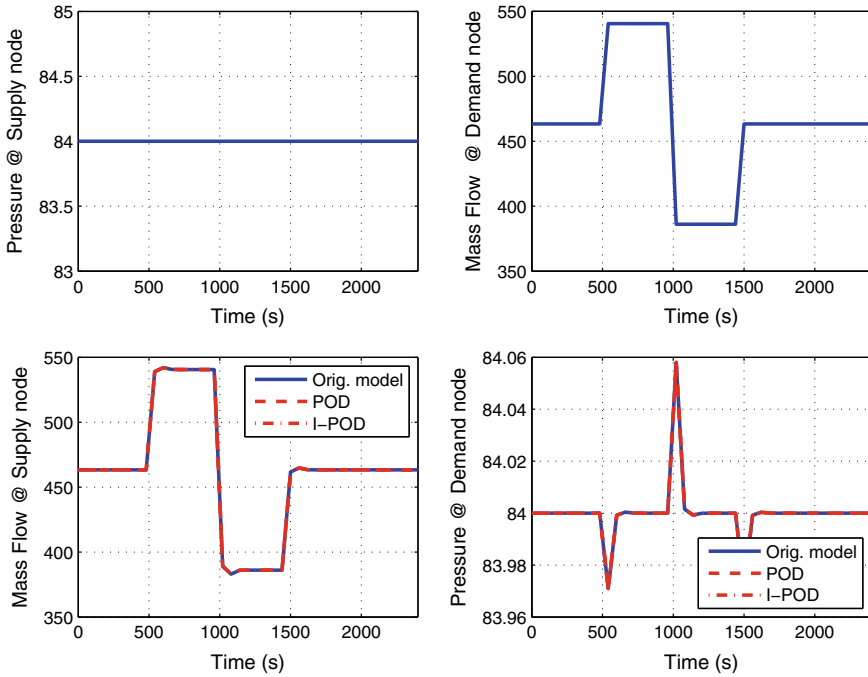 85
84.5
84
83.5
83
0 500 1000 1500 2000
Pressure @ Supply node
Time (s)
550
500
450
400
350
0 500 1000 1500 2000
Mass Flow @ Demand node
Time (s)
550
500
450
400
350
0 500 1000 1500 2000
Mass Flow @ Supply node
Time (s)
Orig. model
POD
I-POD
84.06
84.04
84.02
84
83.98
83.96
0 500 1000 1500 2000
Pressure @ Demand node
Time (s)
Orig. model
POD
I-POD